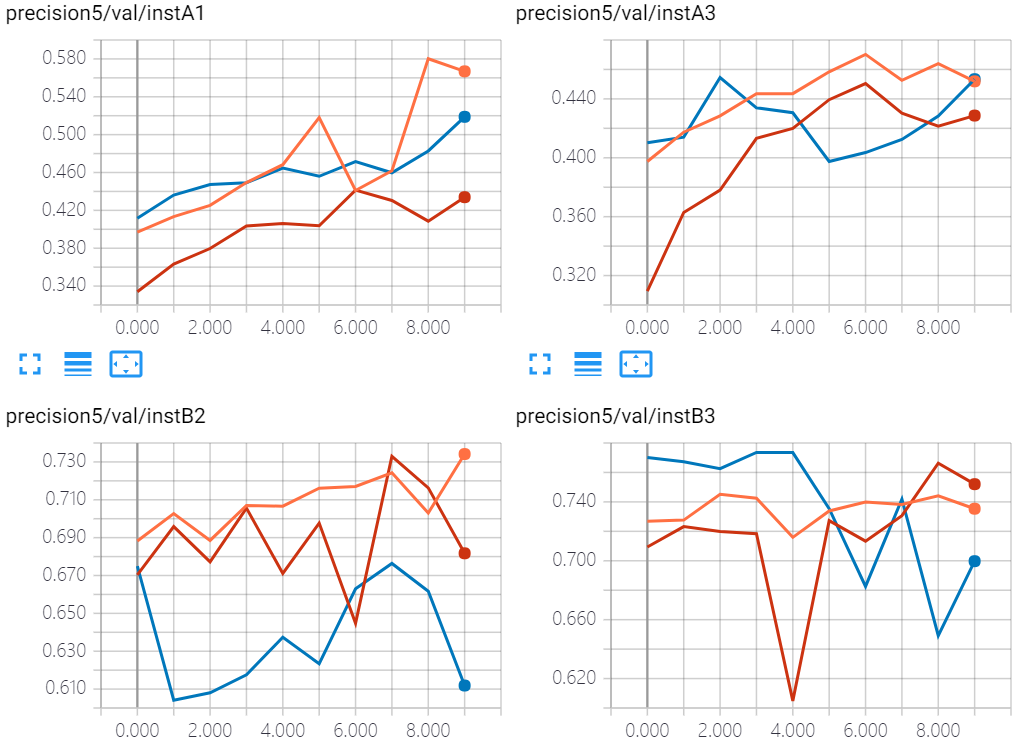 precision5/val/instA1
0.580
0.540
0.500
0.460
0.420
0.380
0.340
0.000 2.000 4.000 6.000 8.000
precision5/val/instA3
0.440
0.400
0.360
0.320
0.000 2.000 4.000 6.000 8.000
precision5/val/instB2
0.730
0.710
0.690
0.670
0.650
0.630
0.610
0.000 2.000 4.000 6.000 8.000
precision5/val/instB3
0.740
0.700
0.660
0.620
0.000 2.000 4.000 6.000 8.000